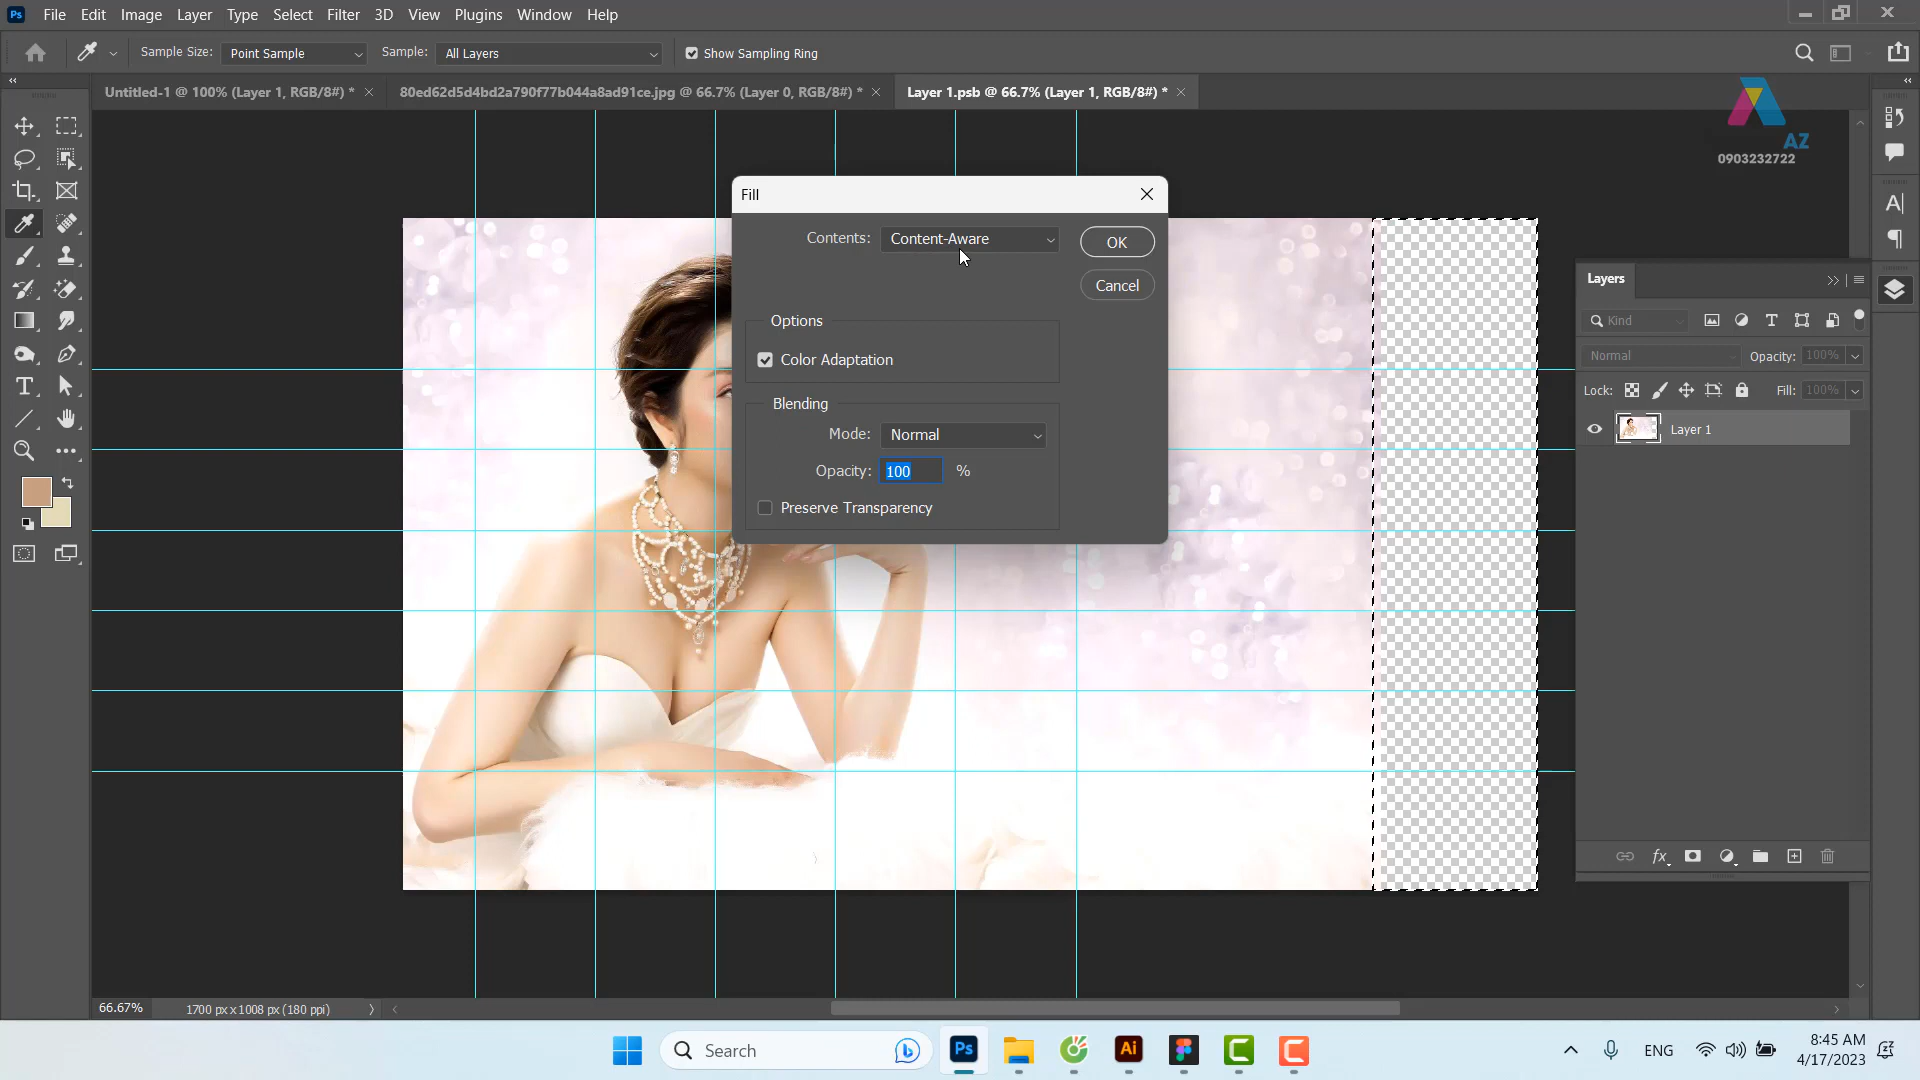 Ps File Edit Image Layer Type Select Filter 3D View Plugins Window Help
Sample Size: Point Sample Sample: All Layers Show Sampling Ring
Untitled-1 @ 100% (Layer 1, RGB/8#) * 80ed62d5d4bd2a790f77b044a8ad91ce.jpg @ 66.7% (Layer 0, RGB/8#) * Layer 1.psb @ 66.7% (Layer 1, RGB/8#) *
AZ
0903232722
Fill
Contents: Content-Aware OK
Cancel
Options
Color Adaptation
Blending
Mode: Normal
Opacity: 100 %
Preserve Transparency
Layers
Kind
Normal Opacity: 100%
Lock: Fill: 100%
Layer 1
fx
66.67% 1700 px x 1008 px (180 ppi)
Search
Ps
Ai
ENG
8:45 AM
4/17/2023